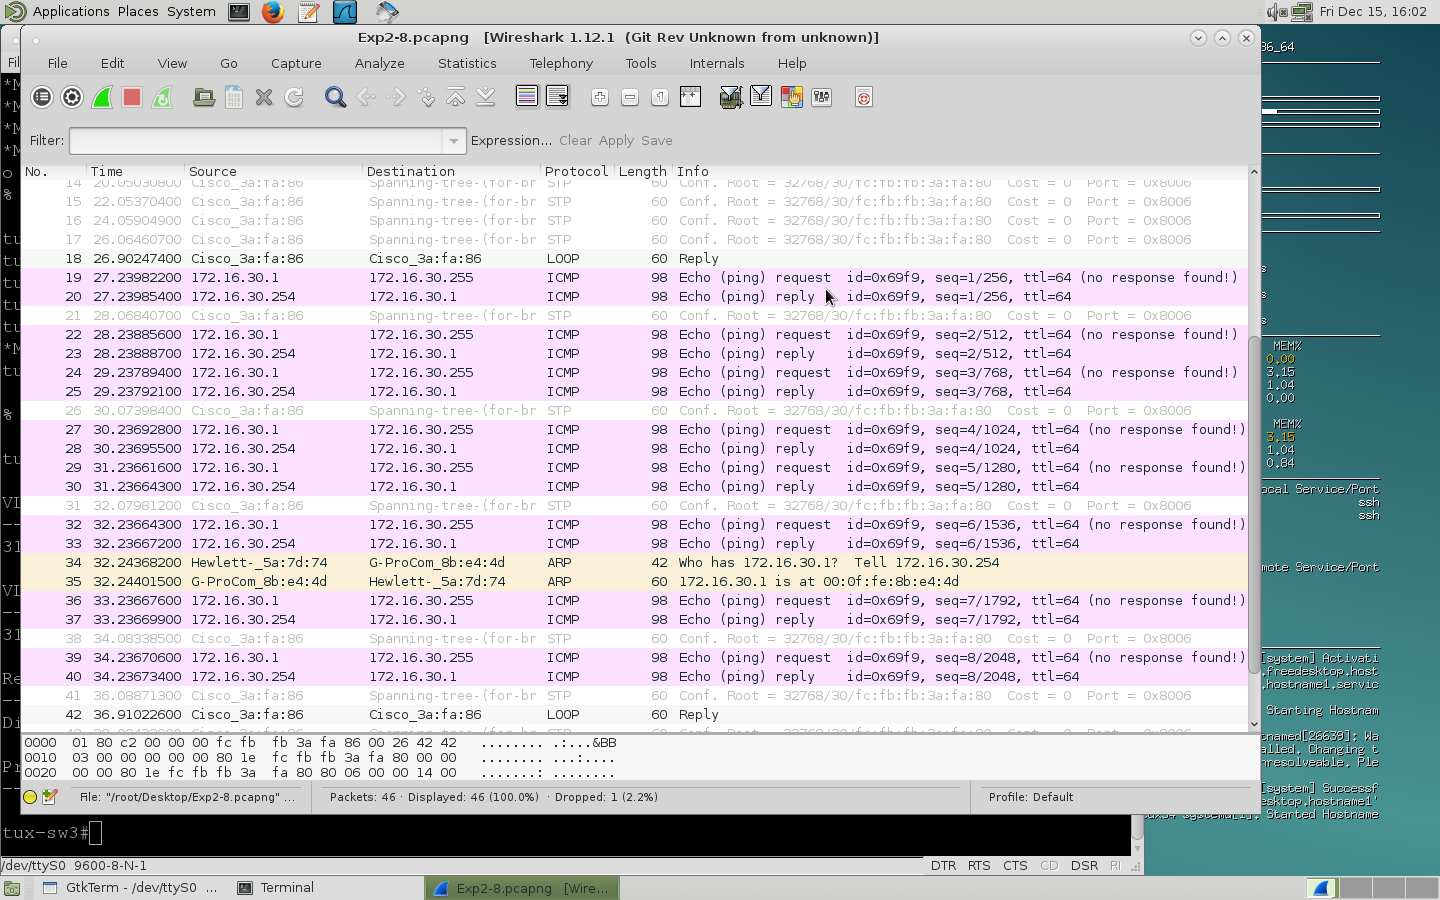 Applications Places System
Fri Dec 15, 16:02
Exp2-8.pcapng [Wireshark 1.12.1 (Git Rev Unknown from unknown)]
File Edit View Go Capture Analyze Statistics Telephony Tools Internals Help
Filter: Expression... Clear Apply Save
No. Time Source Destination Protocol Length Info
14 20.05030800 Cisco_3a:fa:86 Spanning-tree-(for-br STP 60 Conf. Root = 32768/30/fc:fb:fb:3a:fa:80 Cost = 0 Port = 0x8006
15 22.05370400 Cisco_3a:fa:86 Spanning-tree-(for-br STP 60 Conf. Root = 32768/30/fc:fb:fb:3a:fa:80 Cost = 0 Port = 0x8006
16 24.05904900 Cisco_3a:fa:86 Spanning-tree-(for-br STP 60 Conf. Root = 32768/30/fc:fb:fb:3a:fa:80 Cost = 0 Port = 0x8006
17 26.06460700 Cisco_3a:fa:86 Spanning-tree-(for-br STP 60 Conf. Root = 32768/30/fc:fb:fb:3a:fa:80 Cost = 0 Port = 0x8006
18 26.90247400 Cisco_3a:fa:86 Cisco_3a:fa:86 LOOP 60 Reply
19 27.23982200 172.16.30.1 172.16.30.255 ICMP 98 Echo (ping) request id=0x69f9, seq=1/256, ttl=64 (no response found!)
20 27.23985400 172.16.30.254 172.16.30.1 ICMP 98 Echo (ping) reply id=0x69f9, seq=1/256, ttl=64
21 28.06840700 Cisco_3a:fa:86 Spanning-tree-(for-br STP 60 Conf. Root = 32768/30/fc:fb:fb:3a:fa:80 Cost = 0 Port = 0x8006
22 28.23885600 172.16.30.1 172.16.30.255 ICMP 98 Echo (ping) request id=0x69f9, seq=2/512, ttl=64 (no response found!)
23 28.23888700 172.16.30.254 172.16.30.1 ICMP 98 Echo (ping) reply id=0x69f9, seq=2/512, ttl=64
24 29.23789400 172.16.30.1 172.16.30.255 ICMP 98 Echo (ping) request id=0x69f9, seq=3/768, ttl=64 (no response found!)
25 29.23792100 172.16.30.254 172.16.30.1 ICMP 98 Echo (ping) reply id=0x69f9, seq=3/768, ttl=64
26 30.07398400 Cisco_3a:fa:86 Spanning-tree-(for-br STP 60 Conf. Root = 32768/30/fc:fb:fb:3a:fa:80 Cost = 0 Port = 0x8006
27 30.23692800 172.16.30.1 172.16.30.255 ICMP 98 Echo (ping) request id=0x69f9, seq=4/1024, ttl=64 (no response found!)
28 30.23695500 172.16.30.254 172.16.30.1 ICMP 98 Echo (ping) reply id=0x69f9, seq=4/1024, ttl=64
29 31.23661600 172.16.30.1 172.16.30.255 ICMP 98 Echo (ping) request id=0x69f9, seq=5/1280, ttl=64 (no response found!)
30 31.23664300 172.16.30.254 172.16.30.1 ICMP 98 Echo (ping) reply id=0x69f9, seq=5/1280, ttl=64
31 32.07981200 Cisco_3a:fa:86 Spanning-tree-(for-br STP 60 Conf. Root = 32768/30/fc:fb:fb:3a:fa:80 Cost = 0 Port = 0x8006
32 32.23664300 172.16.30.1 172.16.30.255 ICMP 98 Echo (ping) request id=0x69f9, seq=6/1536, ttl=64 (no response found!)
33 32.23667200 172.16.30.254 172.16.30.1 ICMP 98 Echo (ping) reply id=0x69f9, seq=6/1536, ttl=64
34 32.24368200 Hewlett-_5a:7d:74 G-ProCom_8b:e4:4d ARP 42 Who has 172.16.30.1? Tell 172.16.30.254
35 32.24401500 G-ProCom_8b:e4:4d Hewlett-_5a:7d:74 ARP 60 172.16.30.1 is at 00:0f:fe:8b:e4:4d
36 33.23667600 172.16.30.1 172.16.30.255 ICMP 98 Echo (ping) request id=0x69f9, seq=7/1792, ttl=64 (no response found!)
37 33.23669900 172.16.30.254 172.16.30.1 ICMP 98 Echo (ping) reply id=0x69f9, seq=7/1792, ttl=64
38 34.08338500 Cisco_3a:fa:86 Spanning-tree-(for-br STP 60 Conf. Root = 32768/30/fc:fb:fb:3a:fa:80 Cost = 0 Port = 0x8006
39 34.23670600 172.16.30.1 172.16.30.255 ICMP 98 Echo (ping) request id=0x69f9, seq=8/2048, ttl=64 (no response found!)
40 34.23673400 172.16.30.254 172.16.30.1 ICMP 98 Echo (ping) reply id=0x69f9, seq=8/2048, ttl=64
41 36.08871300 Cisco_3a:fa:86 Spanning-tree-(for-br STP 60 Conf. Root = 32768/30/fc:fb:fb:3a:fa:80 Cost = 0 Port = 0x8006
42 36.91022600 Cisco_3a:fa:86 Cisco_3a:fa:86 LOOP 60 Reply
0000 01 80 c2 00 00 00 fc fb fb 3a fa 86 00 26 42 42 ........ .:...&BB
0010 03 00 00 00 00 00 80 1e fc fb fb 3a fa 80 00 00 ........ ...:....
0020 00 00 80 1e fc fb fb 3a fa 80 80 06 00 00 14 00 .......: ........
File: "/root/Desktop/Exp2-8.pcapng" ... Packets: 46 · Displayed: 46 (100.0%) · Dropped: 1 (2.2%) Profile: Default
86_64
MEM%
0.00
3.15
1.04
0.00
MEM%
3.15
1.04
0.84
ocal Service/Port
ssh
ssh
mote Service/Port
[system] Activati
.freedesktop.host
.hostname1.servic
Starting Hostnam
tnamed[26639]: Wa
alled. Changing t
nresolveable. Ple
[system] Successf
esktop.hostname1'
systemd[1]: Started Hostname
tux-sw3#
/dev/ttyS0 9600-8-N-1 DTR RTS CTS CD DSR RI
GtkTerm - /dev/ttyS0 ... Terminal Exp2-8.pcapng [Wire...